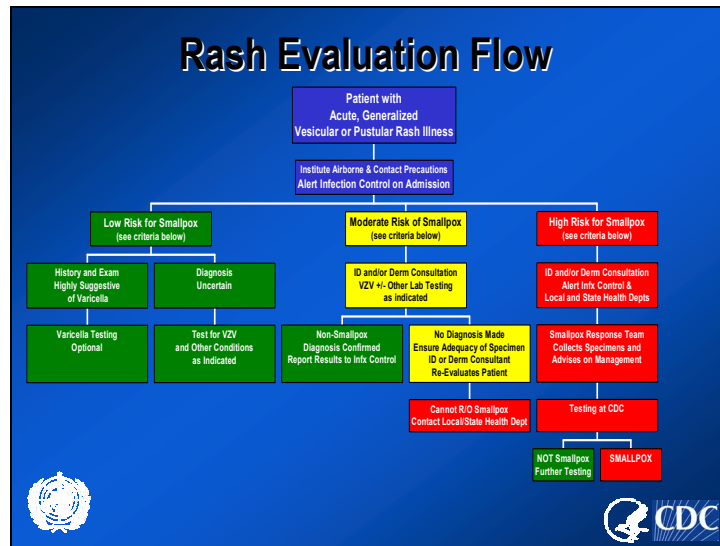 Rash Evaluation Flow
Patient with
Acute, Generalized
Vesicular or Pustular Rash Illness
Institute Airborne & Contact Precautions
Alert Infection Control on Admission
Low Risk for Smallpox
(see criteria below)
Moderate Risk of Smallpox
(see criteria below)
High Risk for Smallpox
(see criteria below)
History and Exam
Highly Suggestive
of Varicella
Diagnosis
Uncertain
ID and/or Derm Consultation
VZV +/- Other Lab Testing
as indicated
ID and/or Derm Consultation
Alert Infx Control &
Local and State Health Depts
Varicella Testing
Optional
Test for VZV
and Other Conditions
as Indicated
Non-Smallpox
Diagnosis Confirmed
Report Results to Infx Control
No Diagnosis Made
Ensure Adequacy of Specimen
ID or Derm Consultant
Re-Evaluates Patient
Smallpox Response Team
Collects Specimens and
Advises on Management
Cannot R/O Smallpox
Contact Local/State Health Dept
Testing at CDC
NOT Smallpox
Further Testing
SMALLPOX
CDC